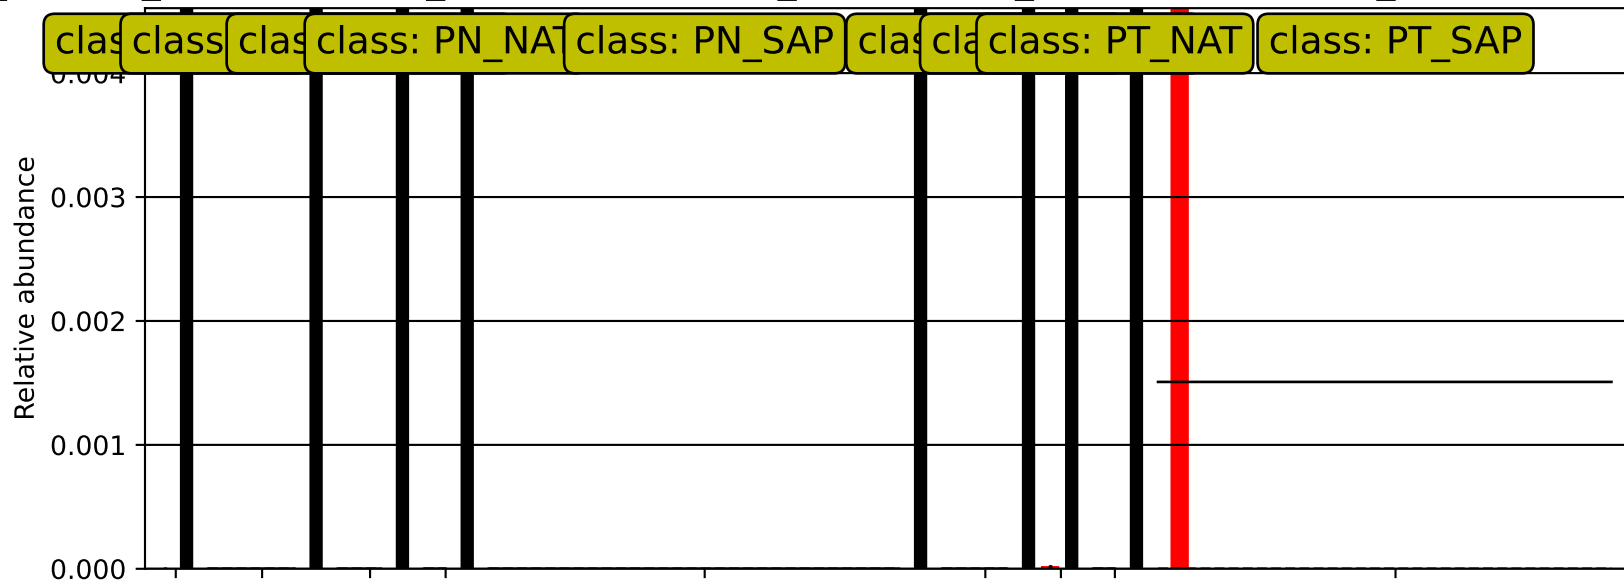 clas
class
clas
class: PN_NAT
class: PN_SAP
clas
cla
class: PT_NAT
class: PT_SAP
0.004
0.003
0.002
0.001
0.000
Relative abundance